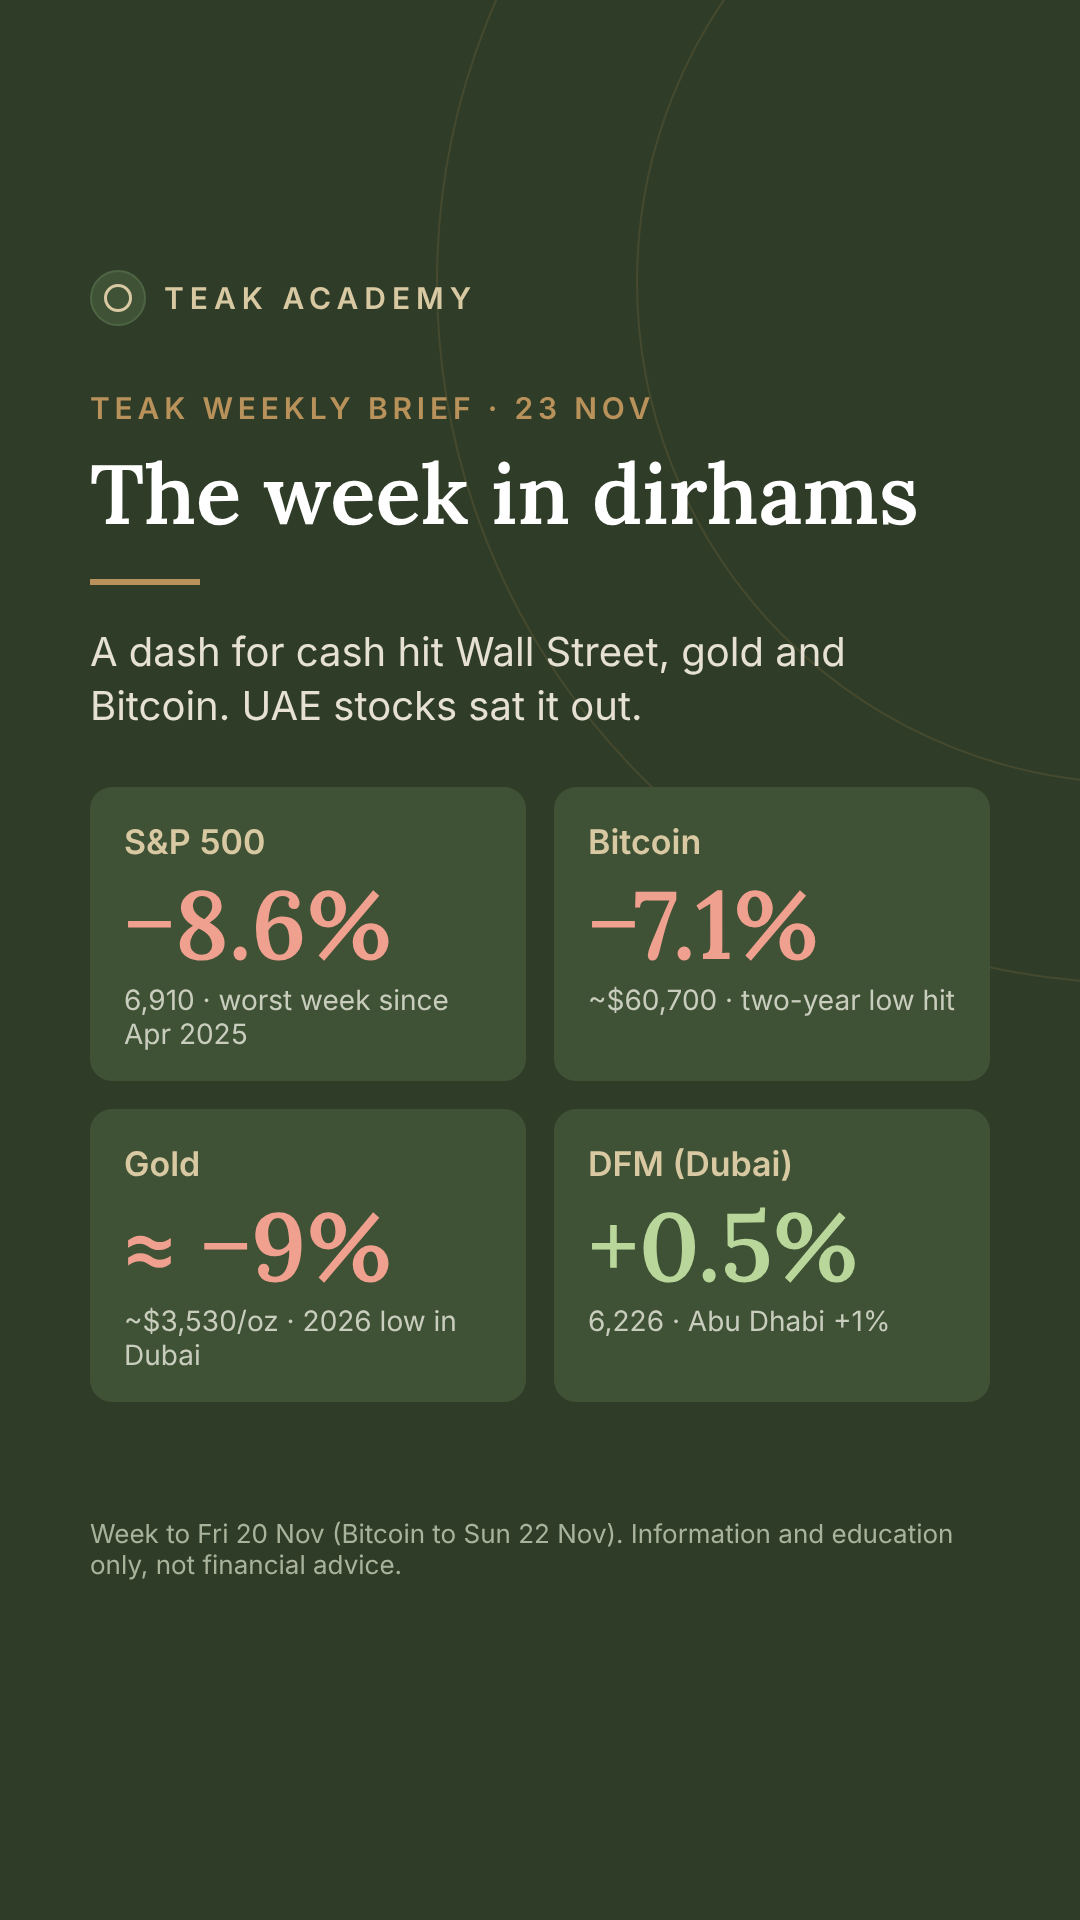 TEAK ACADEMY
TEAK WEEKLY BRIEF · 23 NOV
The week in dirhams
A dash for cash hit Wall Street, gold and
Bitcoin. UAE stocks sat it out.
S&P 500
−8.6%
6,910 · worst week since
Apr 2025
Bitcoin
−7.1%
~$60,700 · two-year low hit
Gold
≈ −9%
~$3,530/oz · 2026 low in
Dubai
DFM (Dubai)
+0.5%
6,226 · Abu Dhabi +1%
Week to Fri 20 Nov (Bitcoin to Sun 22 Nov). Information and education
only, not financial advice.